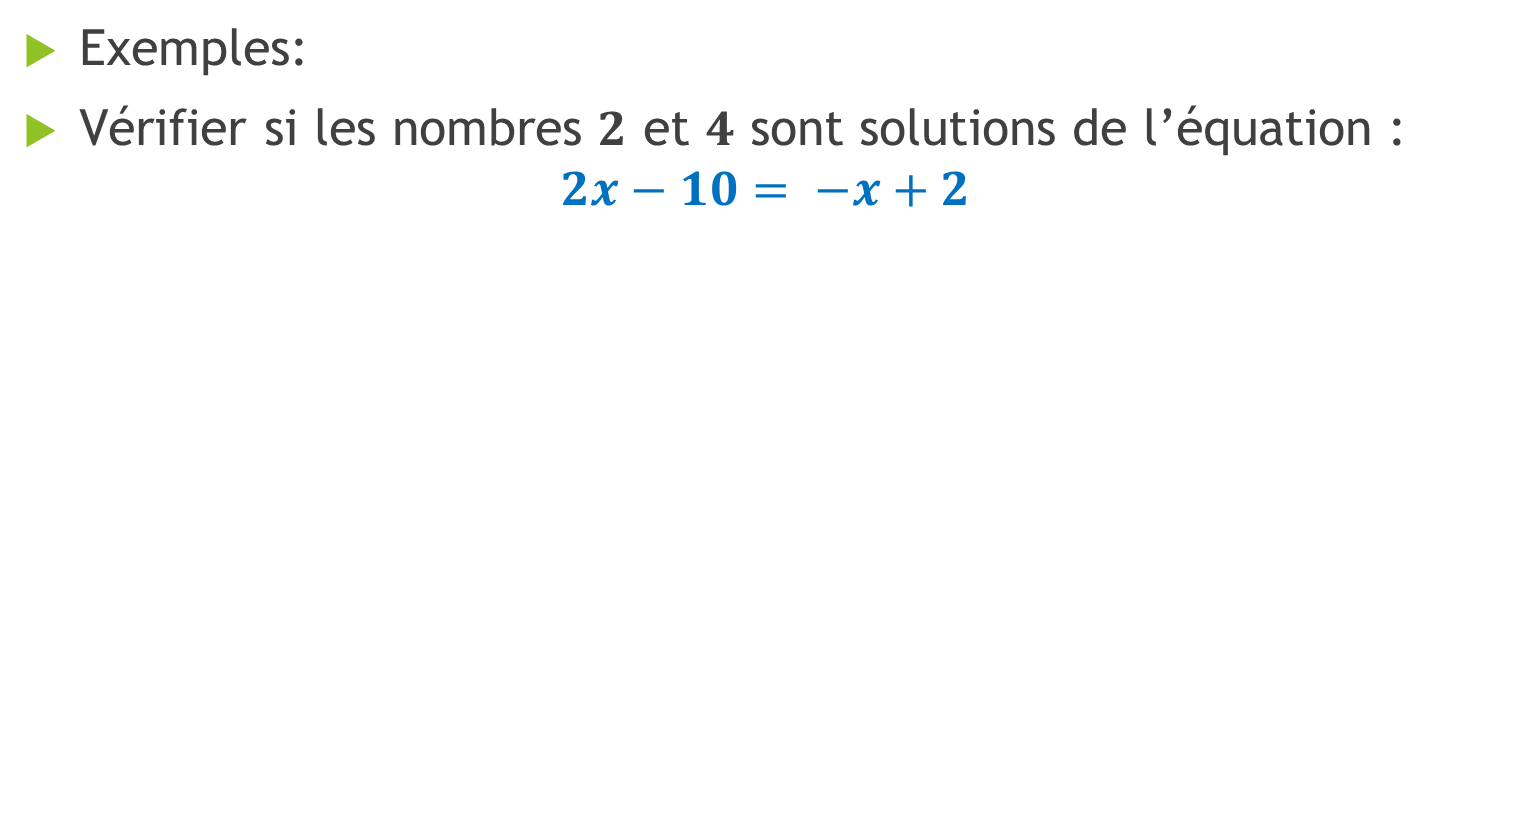 Exemples:
Vérifier si les nombres 2 et 4 sont solutions de l’équation :
2x − 10 = −x + 2